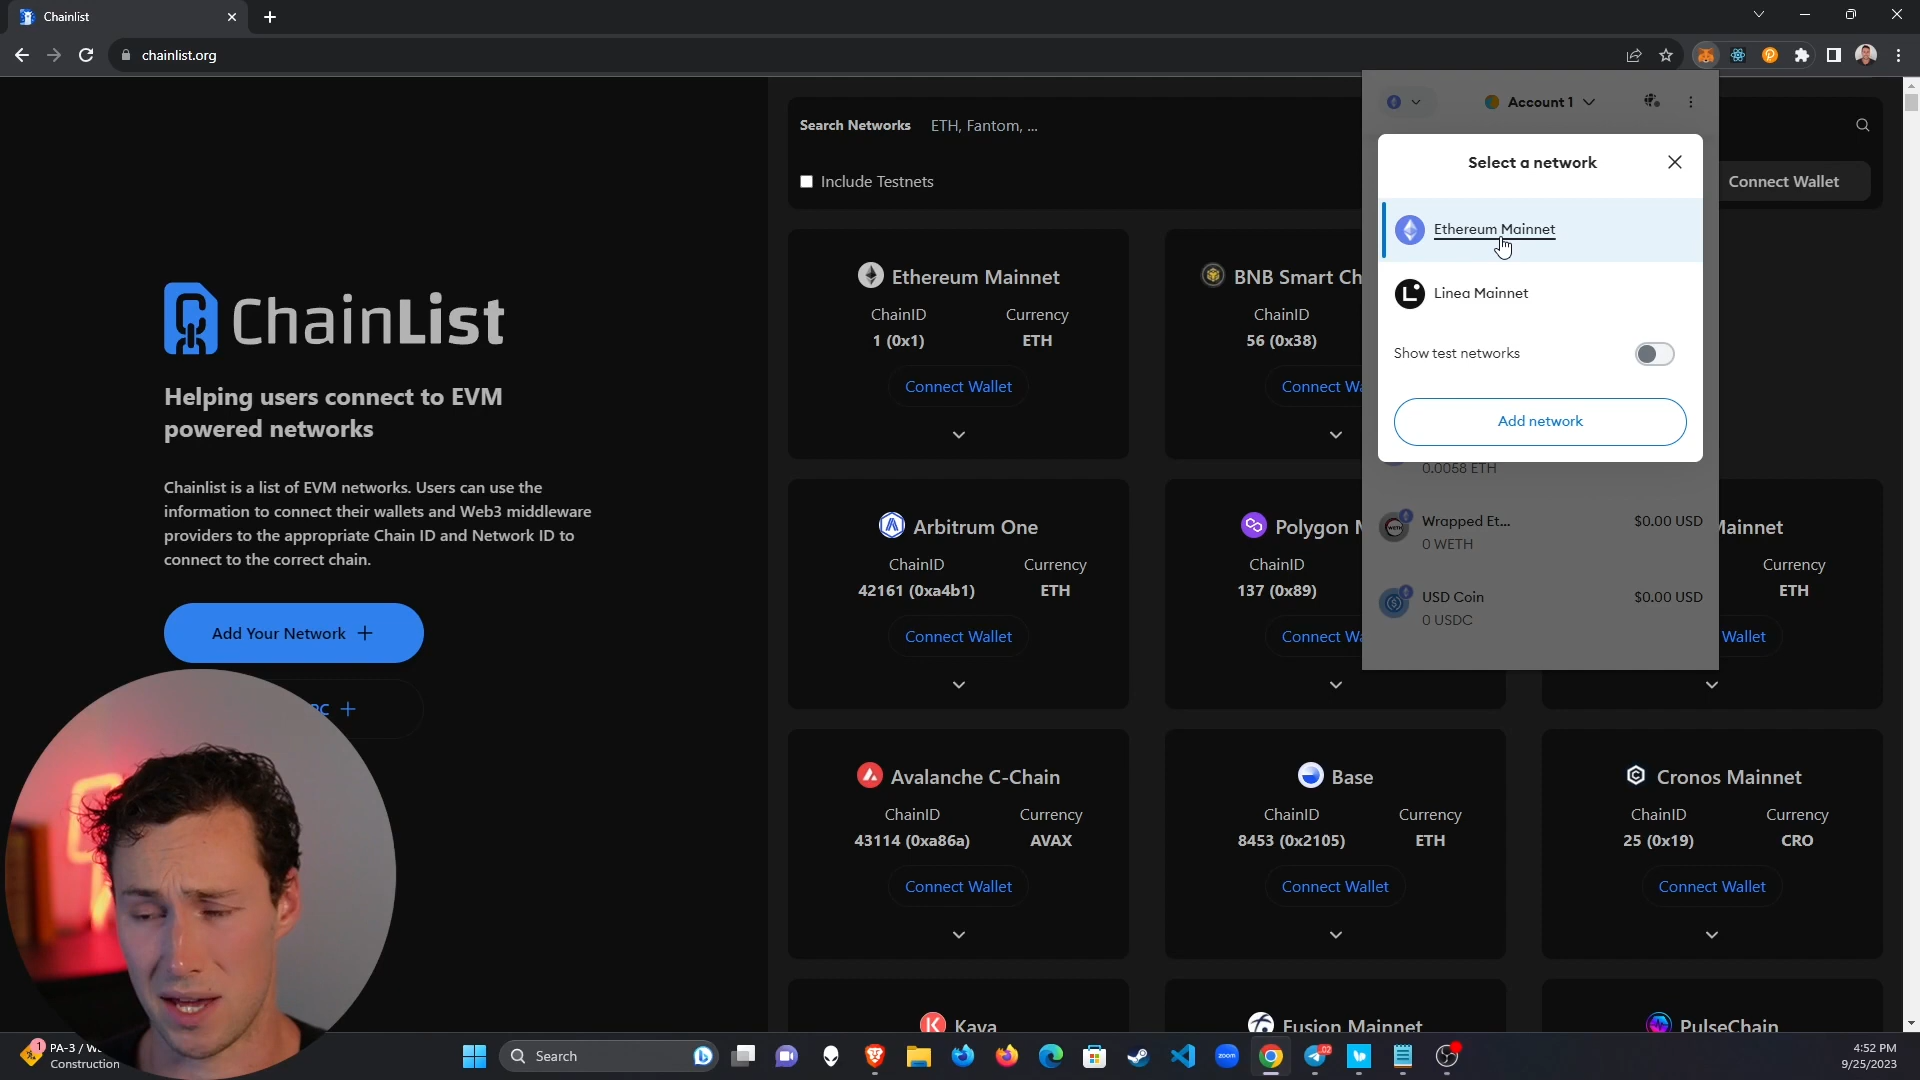 Chainlist
chainlist.org
ChainList
Helping users connect to EVM
powered networks
Chainlist is a list of EVM networks. Users can use the
information to connect their wallets and Web3 middleware
providers to the appropriate Chain ID and Network ID to
connect to the correct chain.
Add Your Network +
+
Search Networks ETH, Fantom, ...
Include Testnets
Connect Wallet
Ethereum Mainnet
ChainID Currency
1 (0x1) ETH
Connect Wallet
BNB Smart Ch
ChainID
56 (0x38)
Connect Wa
Arbitrum One
ChainID Currency
42161 (0xa4b1) ETH
Connect Wallet
Polygon M
ChainID
137 (0x89)
Connect Wa
Mainnet
Currency
ETH
Wallet
Avalanche C-Chain
ChainID Currency
43114 (0xa86a) AVAX
Connect Wallet
Base
ChainID Currency
8453 (0x2105) ETH
Connect Wallet
Cronos Mainnet
ChainID Currency
25 (0x19) CRO
Connect Wallet
Kava
Fusion Mainnet
PulseChain
Account 1
Select a network
Ethereum Mainnet
Linea Mainnet
Show test networks
Add network
0.0058 ETH
Wrapped Et... $0.00 USD
0 WETH
USD Coin $0.00 USD
0 USDC
1
PA-3 / W
Construction
Search
zoom
02
4:52 PM
9/25/2023